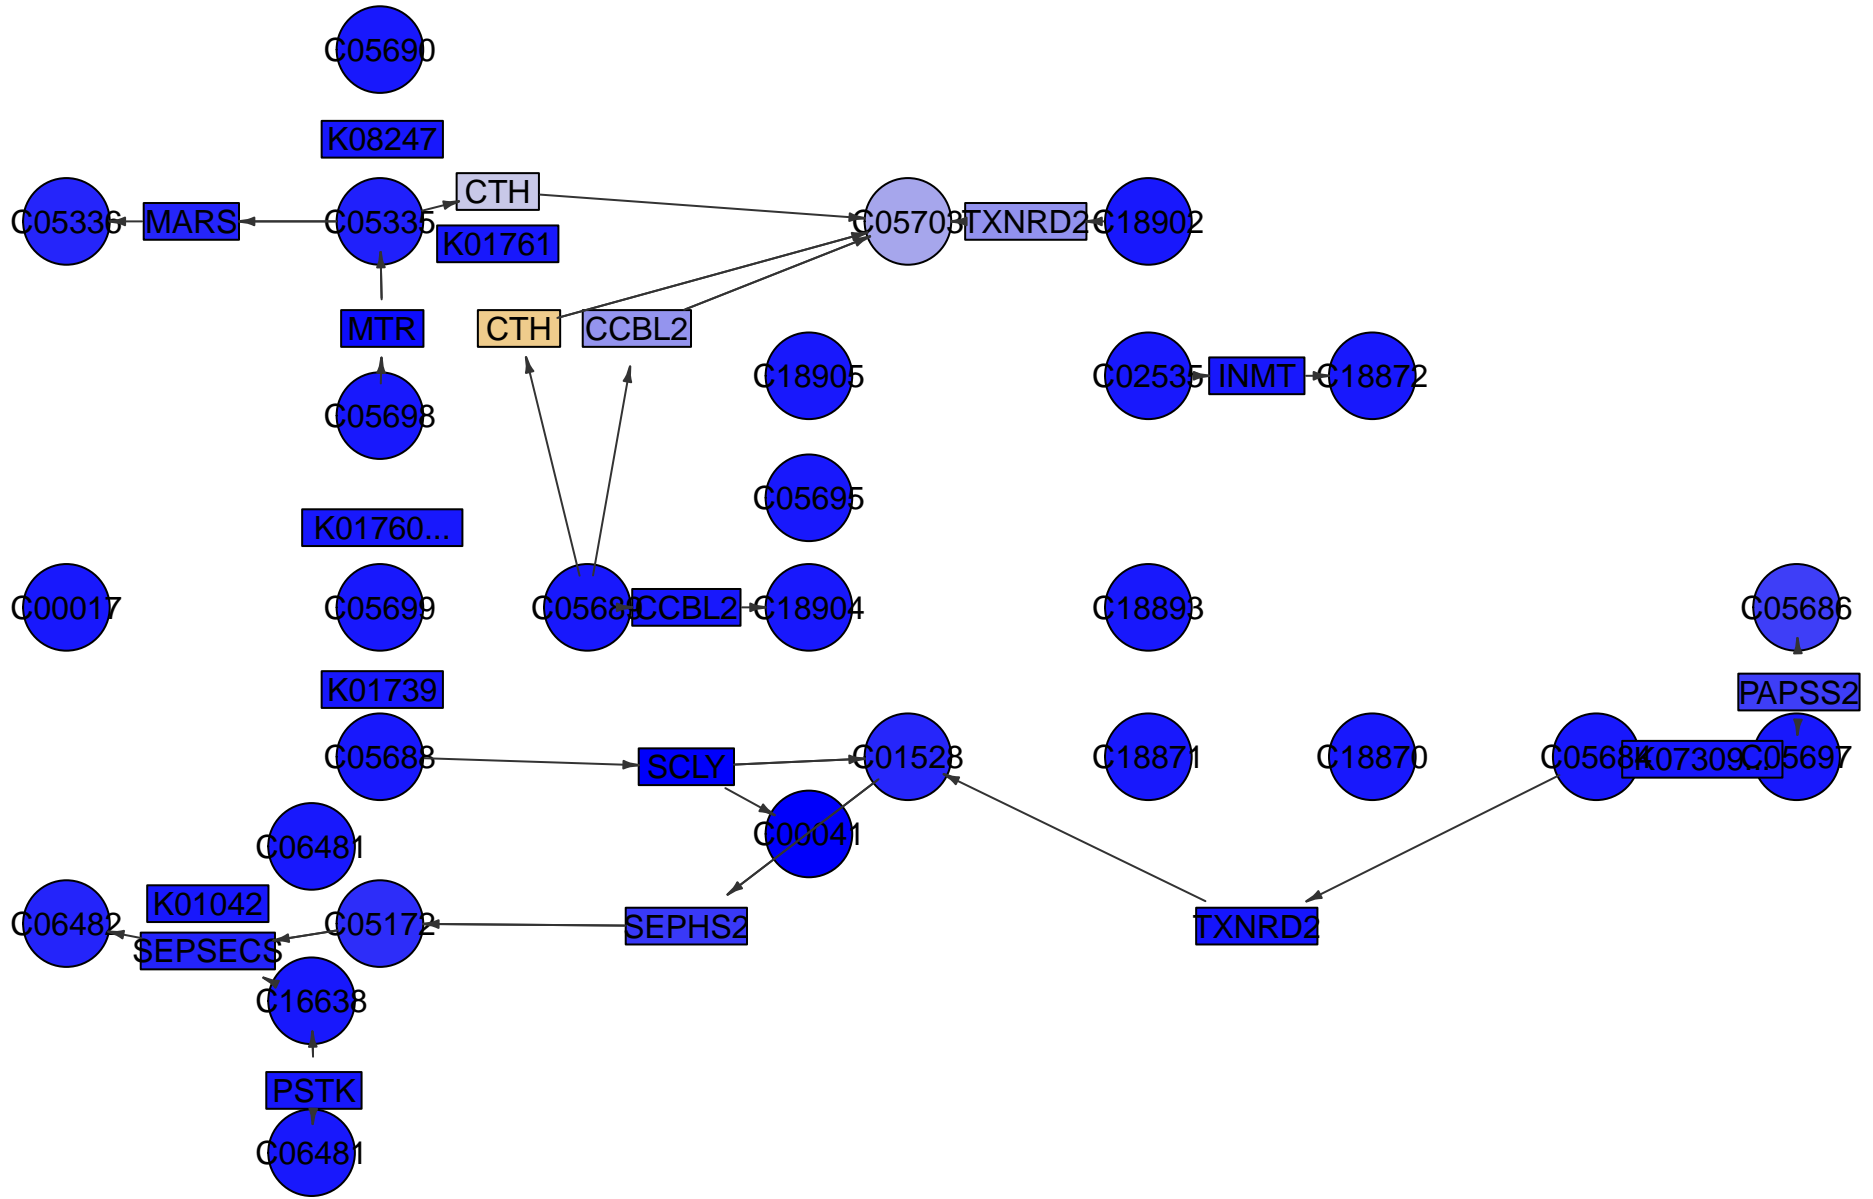 C05690
K08247
CTH
C05336
MARS
C05335
C05703
TXNRD2
C18902
K01761
MTR
CTH
CCBL2
C18905
C02535
INMT
C18872
C05698
C05695
K01760...
C00017
C05699
C05689
CCBL2
C18904
C18893
C05686
K01739
PAPSS2
C05688
SCLY
C01528
C18871
C18870
C05684
K07309...
C05697
C00041
C06481
K01042
C06482
C05172
SEPHS2
TXNRD2
SEPSECS
C16638
PSTK
C06481